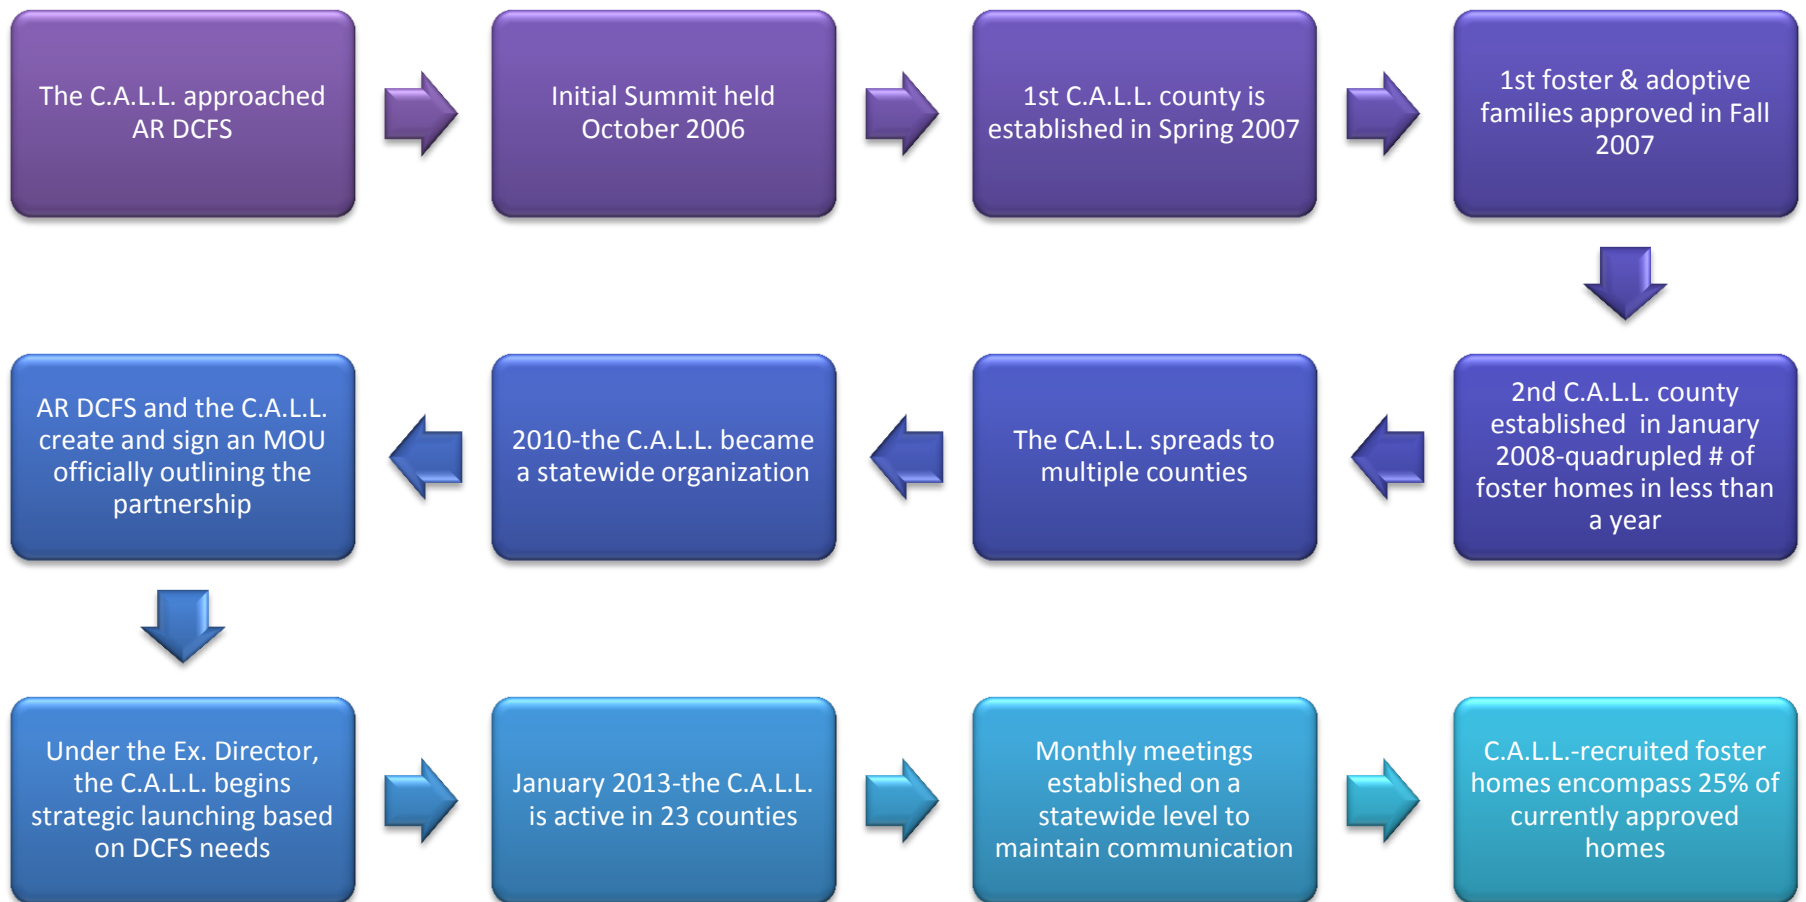 The C.A.L.L. approached
AR DCFS
Initial Summit held
October 2006
1st C.A.L.L. county is
established in Spring 2007
1st foster & adoptive
families approved in Fall
2007
2nd C.A.L.L. county
established in January
2008-quadrupled # of
foster homes in less than
a year
The CA.L.L. spreads to
multiple counties
2010-the C.A.L.L. became
a statewide organization
AR DCFS and the C.A.L.L.
create and sign an MOU
officially outlining the
partnership
Under the Ex. Director,
the C.A.L.L. begins
strategic launching based
on DCFS needs
January 2013-the C.A.L.L.
is active in 23 counties
Monthly meetings
established on a
statewide level to
maintain communication
C.A.L.L.-recruited foster
homes encompass 25% of
currently approved
homes